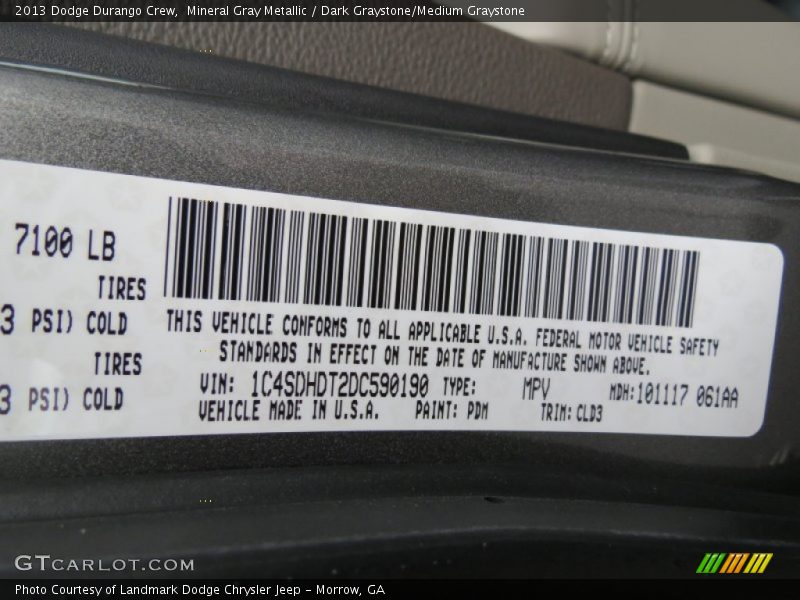 2013 Dodge Durango Crew, Mineral Gray Metallic / Dark Graystone/Medium Graystone
7100 LB
TIRES
3 PSI) COLD
TIRES
3 PSI) COLD
THIS VEHICLE CONFORMS TO ALL APPLICABLE U.S.A. FEDERAL MOTOR VEHICLE SAFETY
STANDARDS IN EFFECT ON THE DATE OF MANUFACTURE SHOWN ABOVE.
VIN: 1C4SDHDT2DC590190 TYPE: MPV MDH:101117 061AA
VEHICLE MADE IN U.S.A. PAINT: PDM TRIM: CLD3
GTCARLOT.COM
Photo Courtesy of Landmark Dodge Chrysler Jeep - Morrow, GA